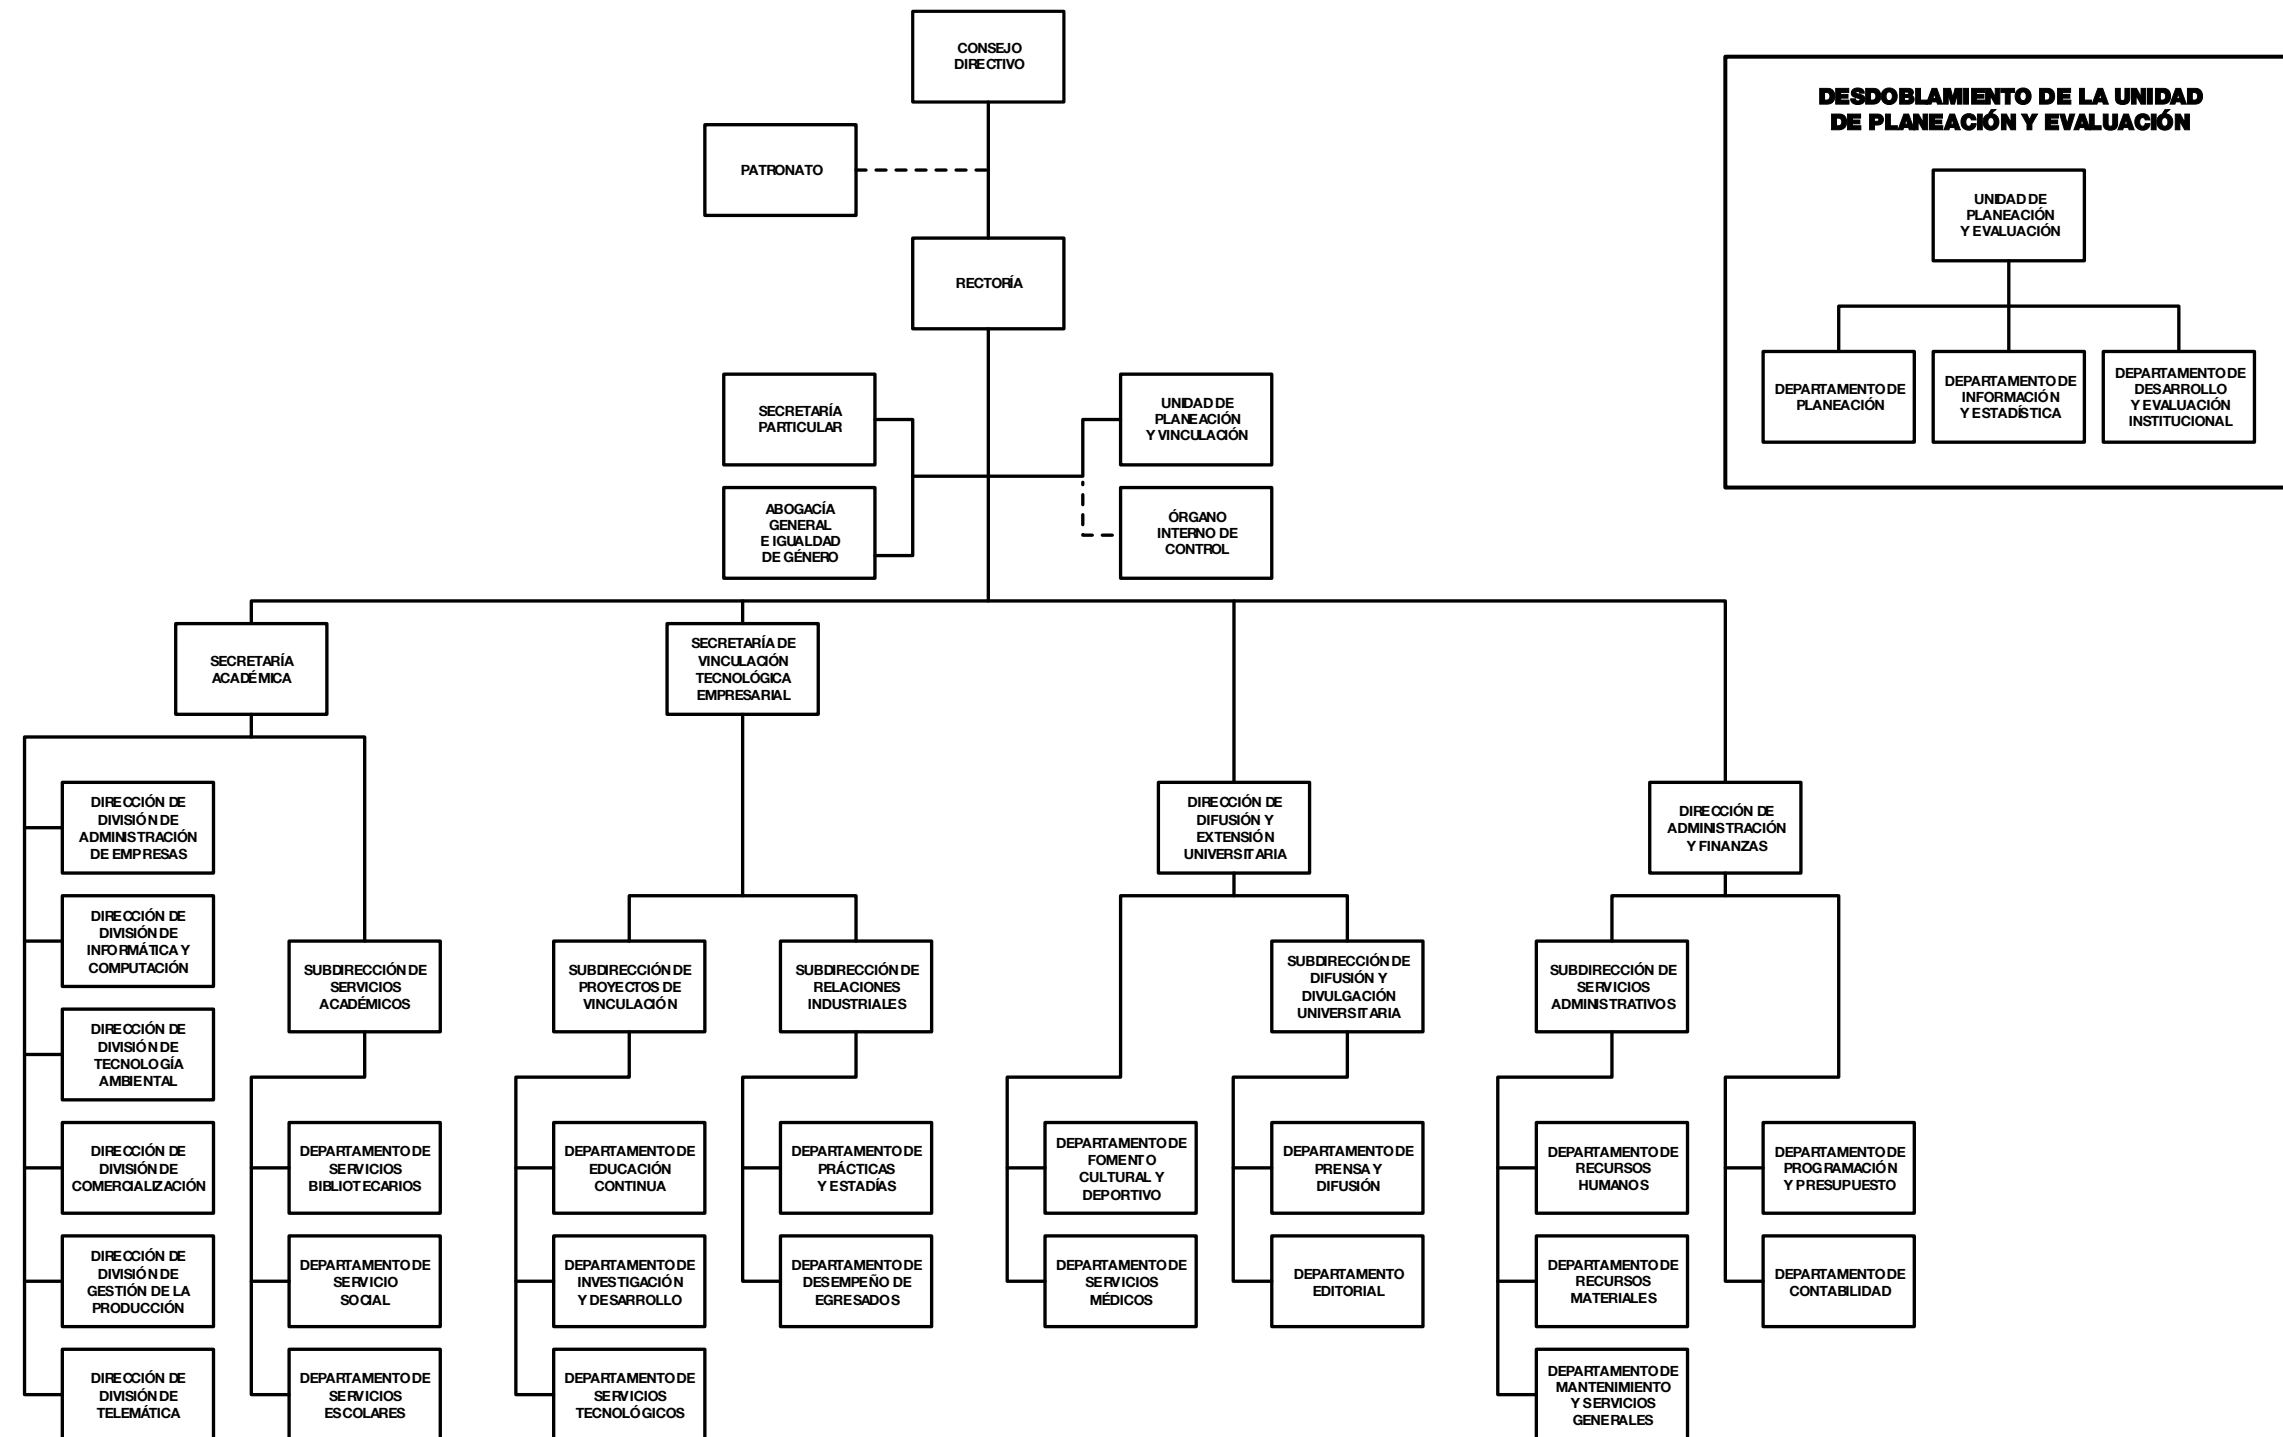 CONSEJO
DIRECTIVO
PATRONATO
RECTORÍA
SECRETARÍA
PARTICULAR
UNIDAD DE
PLANEACIÓN
Y VINCULACIÓN
ABOGACÍA
GENERAL
E IGUALDAD
DE GÉNERO
ÓRGANO
INTERNO DE
CONTROL
DESDOBLAMIENTO DE LA UNIDAD
DE PLANEACIÓN Y EVALUACIÓN
UNIDAD DE
PLANEACIÓN
Y EVALUACIÓN
DEPARTAMENTO DE
PLANEACIÓN
DEPARTAMENTO DE
INFORMACIÓN
Y ESTADÍSTICA
DEPARTAMENTO DE
DESARROLLO
Y EVALUACIÓN
INSTITUCIONAL
SECRETARÍA
ACADÉMICA
DIRECCIÓN DE
DIVISIÓN DE
ADMINISTRACIÓN
DE EMPRESAS
DIRECCIÓN DE
DIVISIÓN DE
INFORMÁTICA Y
COMPUTACIÓN
DIRECCIÓN DE
DIVISIÓN DE
TECNOLOGÍA
AMBIENTAL
DIRECCIÓN DE
DIVISIÓN DE
COMERCIALIZACIÓN
DIRECCIÓN DE
DIVISIÓN DE
GESTIÓN DE LA
PRODUCCIÓN
DIRECCIÓN DE
DIVISIÓN DE
TELEMÁTICA
SUBDIRECCIÓN DE
SERVICIOS
ACADÉMICOS
DEPARTAMENTO DE
SERVICIOS
BIBLIOTECARIOS
DEPARTAMENTO DE
SERVICIO
SOCIAL
DEPARTAMENTO DE
SERVICIOS
ESCOLARES
SECRETARÍA DE
VINCULACIÓN
TECNOLÓGICA
EMPRESARIAL
SUBDIRECCIÓN DE
PROYECTOS DE
VINCULACIÓN
DEPARTAMENTO DE
EDUCACIÓN
CONTINUA
DEPARTAMENTO DE
INVESTIGACIÓN
Y DESARROLLO
DEPARTAMENTO DE
SERVICIOS
TECNOLÓGICOS
SUBDIRECCIÓN DE
RELACIONES
INDUSTRIALES
DEPARTAMENTO DE
PRÁCTICAS
Y ESTADÍAS
DEPARTAMENTO DE
DESEMPEÑO DE
EGRESADOS
DIRECCIÓN DE
DIFUSIÓN Y
EXTENSIÓN
UNIVERSITARIA
DEPARTAMENTO DE
FOMENTO
CULTURAL Y
DEPORTIVO
DEPARTAMENTO DE
SERVICIOS
MÉDICOS
SUBDIRECCIÓN DE
DIFUSIÓN Y
DIVULGACIÓN
UNIVERSITARIA
DEPARTAMENTO DE
PRENSA Y
DIFUSIÓN
DEPARTAMENTO
EDITORIAL
DIRECCIÓN DE
ADMINISTRACIÓN
Y FINANZAS
SUBDIRECCIÓN DE
SERVICIOS
ADMINISTRATIVOS
DEPARTAMENTO DE
RECURSOS
HUMANOS
DEPARTAMENTO DE
RECURSOS
MATERIALES
DEPARTAMENTO DE
MANTENIMIENTO
Y SERVICIOS
GENERALES
DEPARTAMENTO DE
PROGRAMACIÓN
Y PRESUPUESTO
DEPARTAMENTO DE
CONTABILIDAD